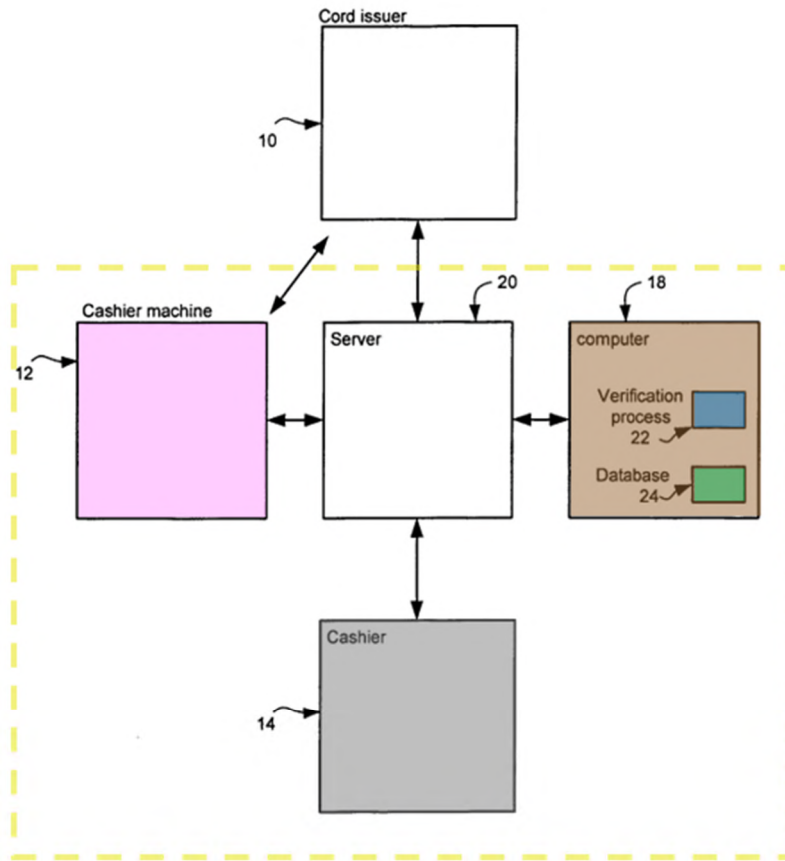 Cord issuer
10
Cashier machine
12
Server
20
computer
18
Verification
process
22
Database
24
Cashier
14